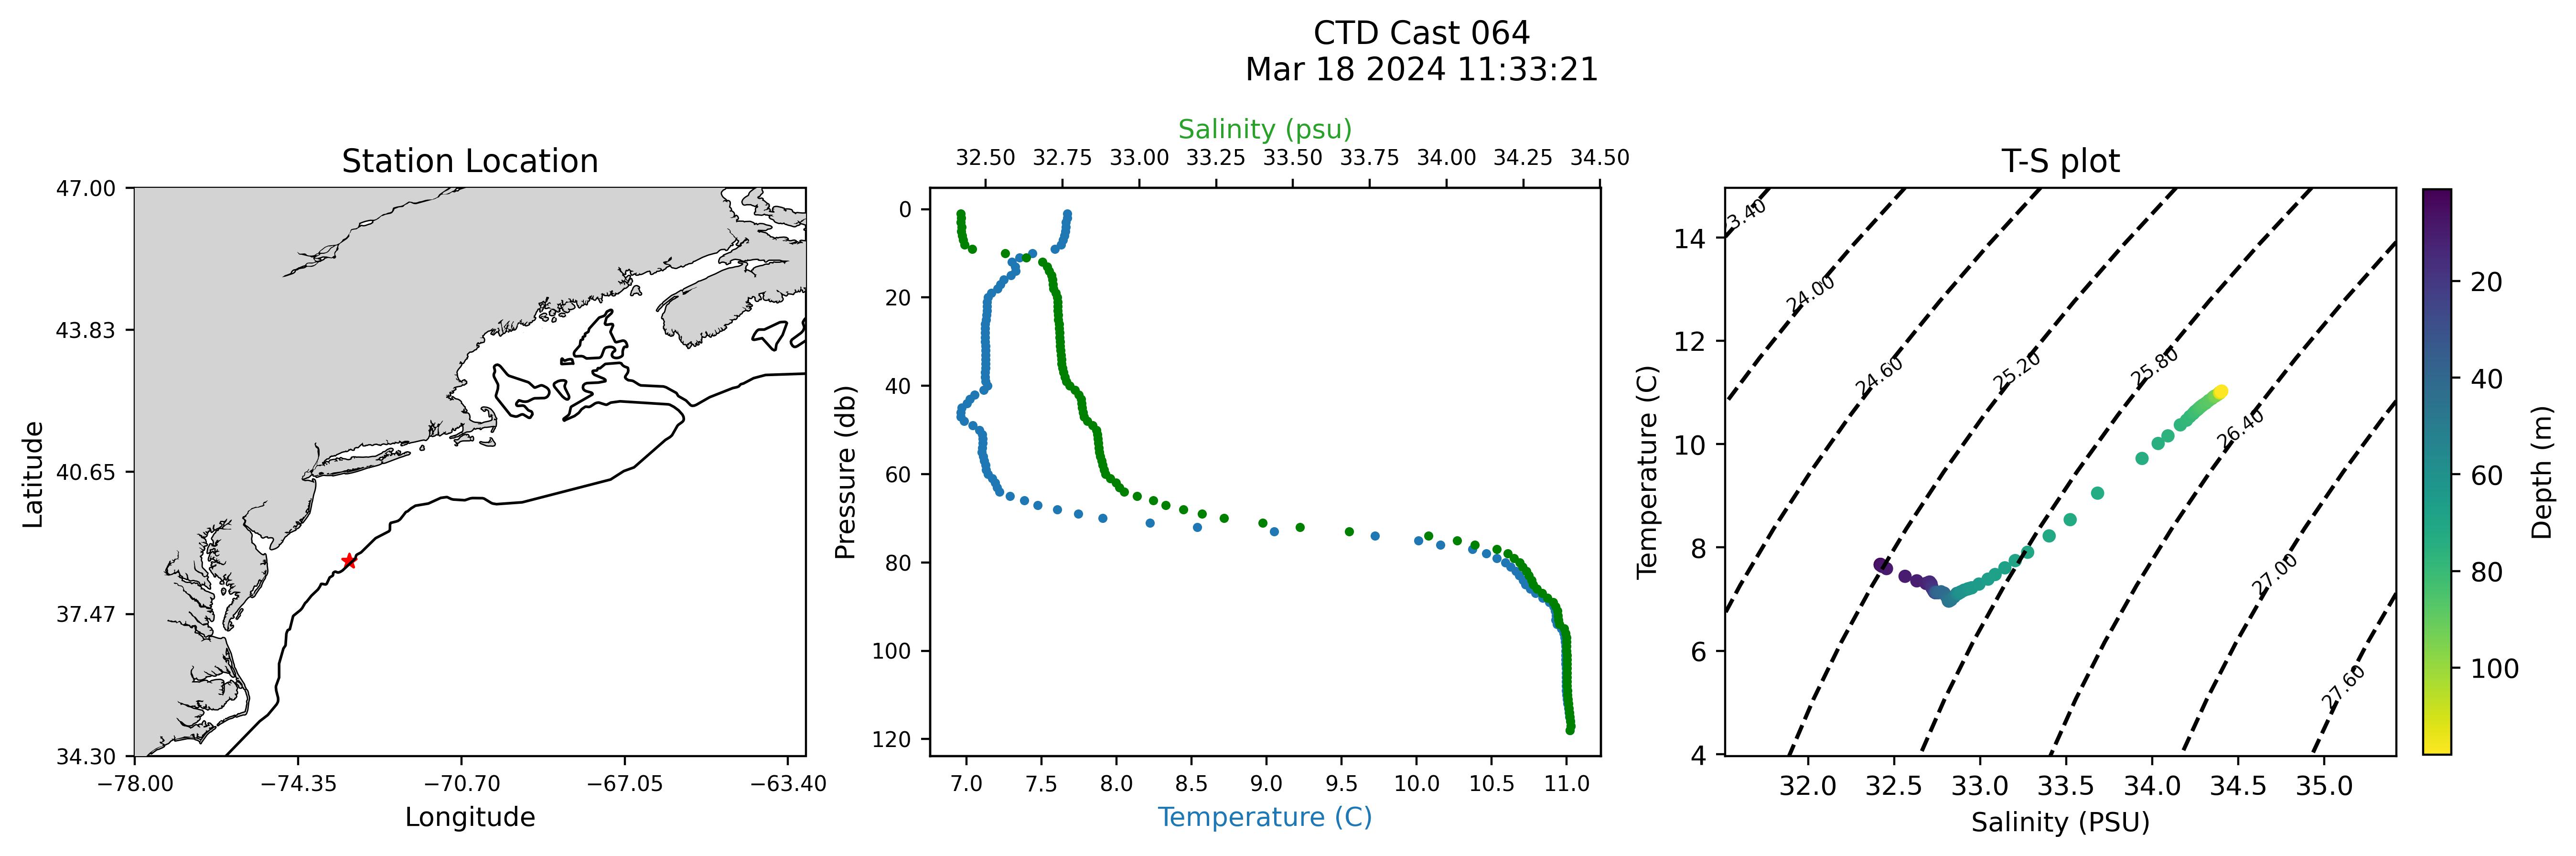 CTD Cast 064
Mar 18 2024 11:33:21
Station Location
47.00
43.83
40.65
37.47
34.30
Latitude
−78.00 −74.35 −70.70 −67.05 −63.40
Longitude
Salinity (psu)
32.50 32.75 33.00 33.25 33.50 33.75 34.00 34.25 34.50
0
20
40
60
80
100
120
Pressure (db)
7.0 7.5 8.0 8.5 9.0 9.5 10.0 10.5 11.0
Temperature (C)
T-S plot
14
12
10
8
6
4
Temperature (C)
3.40
24.00
24.60
25.20
25.80
26.40
27.00
27.60
32.0 32.5 33.0 33.5 34.0 34.5 35.0
Salinity (PSU)
20
40
60
80
100
Depth (m)